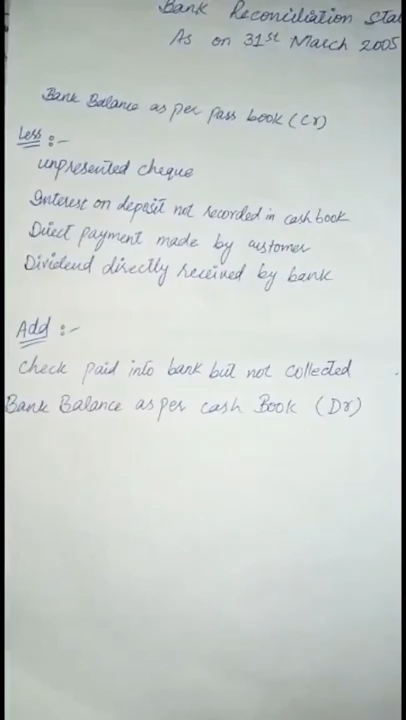 Bank Reconciliation Sta
As on 31st March 2005
Bank Balance as per pass book (Cr)
Less :-
unpresented cheque
Interest on deposit not recorded in cash book
Direct payment made by customer
Dividend directly received by bank
Add :-
check paid into bank but not collected
Bank Balance as per cash Book (Dr)